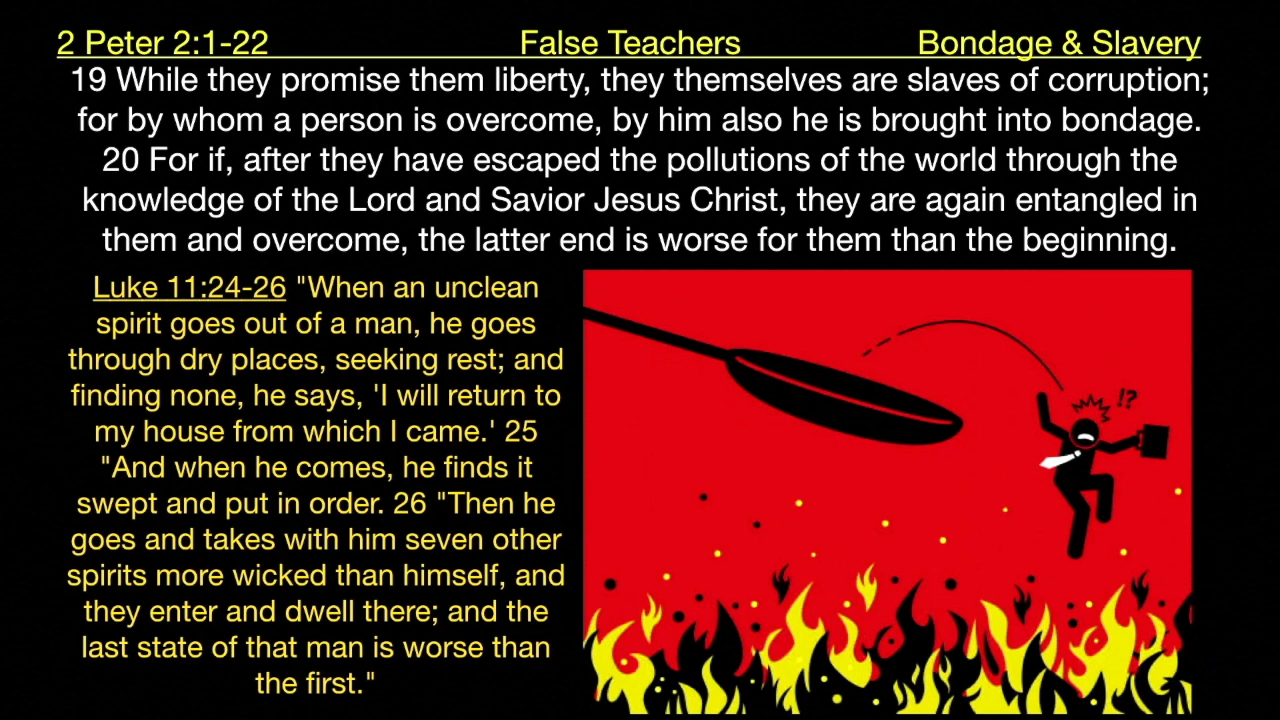 2 Peter 2:1-22 False Teachers Bondage & Slavery
19 While they promise them liberty, they themselves are slaves of corruption;
for by whom a person is overcome, by him also he is brought into bondage.
20 For if, after they have escaped the pollutions of the world through the
knowledge of the Lord and Savior Jesus Christ, they are again entangled in
them and overcome, the latter end is worse for them than the beginning.
Luke 11:24-26 "When an unclean
spirit goes out of a man, he goes
through dry places, seeking rest; and
finding none, he says, 'I will return to
my house from which I came.' 25
"And when he comes, he finds it
swept and put in order. 26 "Then he
goes and takes with him seven other
spirits more wicked than himself, and
they enter and dwell there; and the
last state of that man is worse than
the first."
!?